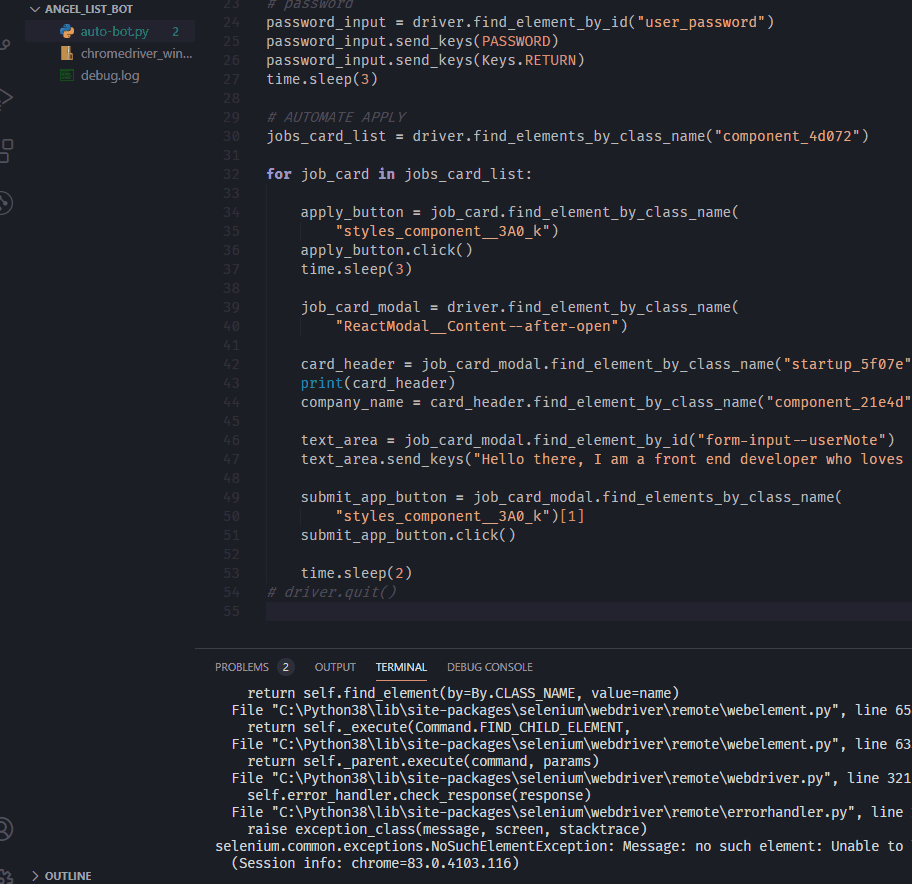 ANGEL_LIST_BOT
auto-bot.py 2
chromedriver_win...
debug.log
23 # password
24 password_input = driver.find_element_by_id("user_password")
25 password_input.send_keys(PASSWORD)
26 password_input.send_keys(Keys.RETURN)
27 time.sleep(3)
28
29 # AUTOMATE APPLY
30 jobs_card_list = driver.find_elements_by_class_name("component_4d072")
31
32 for job_card in jobs_card_list:
33
34 apply_button = job_card.find_element_by_class_name(
35 "styles_component__3A0_k")
36 apply_button.click()
37 time.sleep(3)
38
39 job_card_modal = driver.find_element_by_class_name(
40 "ReactModal__Content--after-open")
41
42 card_header = job_card_modal.find_element_by_class_name("startup_5f07e"
43 print(card_header)
44 company_name = card_header.find_element_by_class_name("component_21e4d"
45
46 text_area = job_card_modal.find_element_by_id("form-input--userNote")
47 text_area.send_keys("Hello there, I am a front end developer who loves
48
49 submit_app_button = job_card_modal.find_elements_by_class_name(
50 "styles_component__3A0_k")[1]
51 submit_app_button.click()
52
53 time.sleep(2)
54 # driver.quit()
55
PROBLEMS 2 OUTPUT TERMINAL DEBUG CONSOLE
return self.find_element(by=By.CLASS_NAME, value=name)
File "C:\Python38\lib\site-packages\selenium\webdriver\remote\webelement.py", line 65
return self._execute(Command.FIND_CHILD_ELEMENT,
File "C:\Python38\lib\site-packages\selenium\webdriver\remote\webelement.py", line 63
return self._parent.execute(command, params)
File "C:\Python38\lib\site-packages\selenium\webdriver\remote\webdriver.py", line 321
self.error_handler.check_response(response)
File "C:\Python38\lib\site-packages\selenium\webdriver\remote\errorhandler.py", line
raise exception_class(message, screen, stacktrace)
selenium.common.exceptions.NoSuchElementException: Message: no such element: Unable to
(Session info: chrome=83.0.4103.116)
OUTLINE